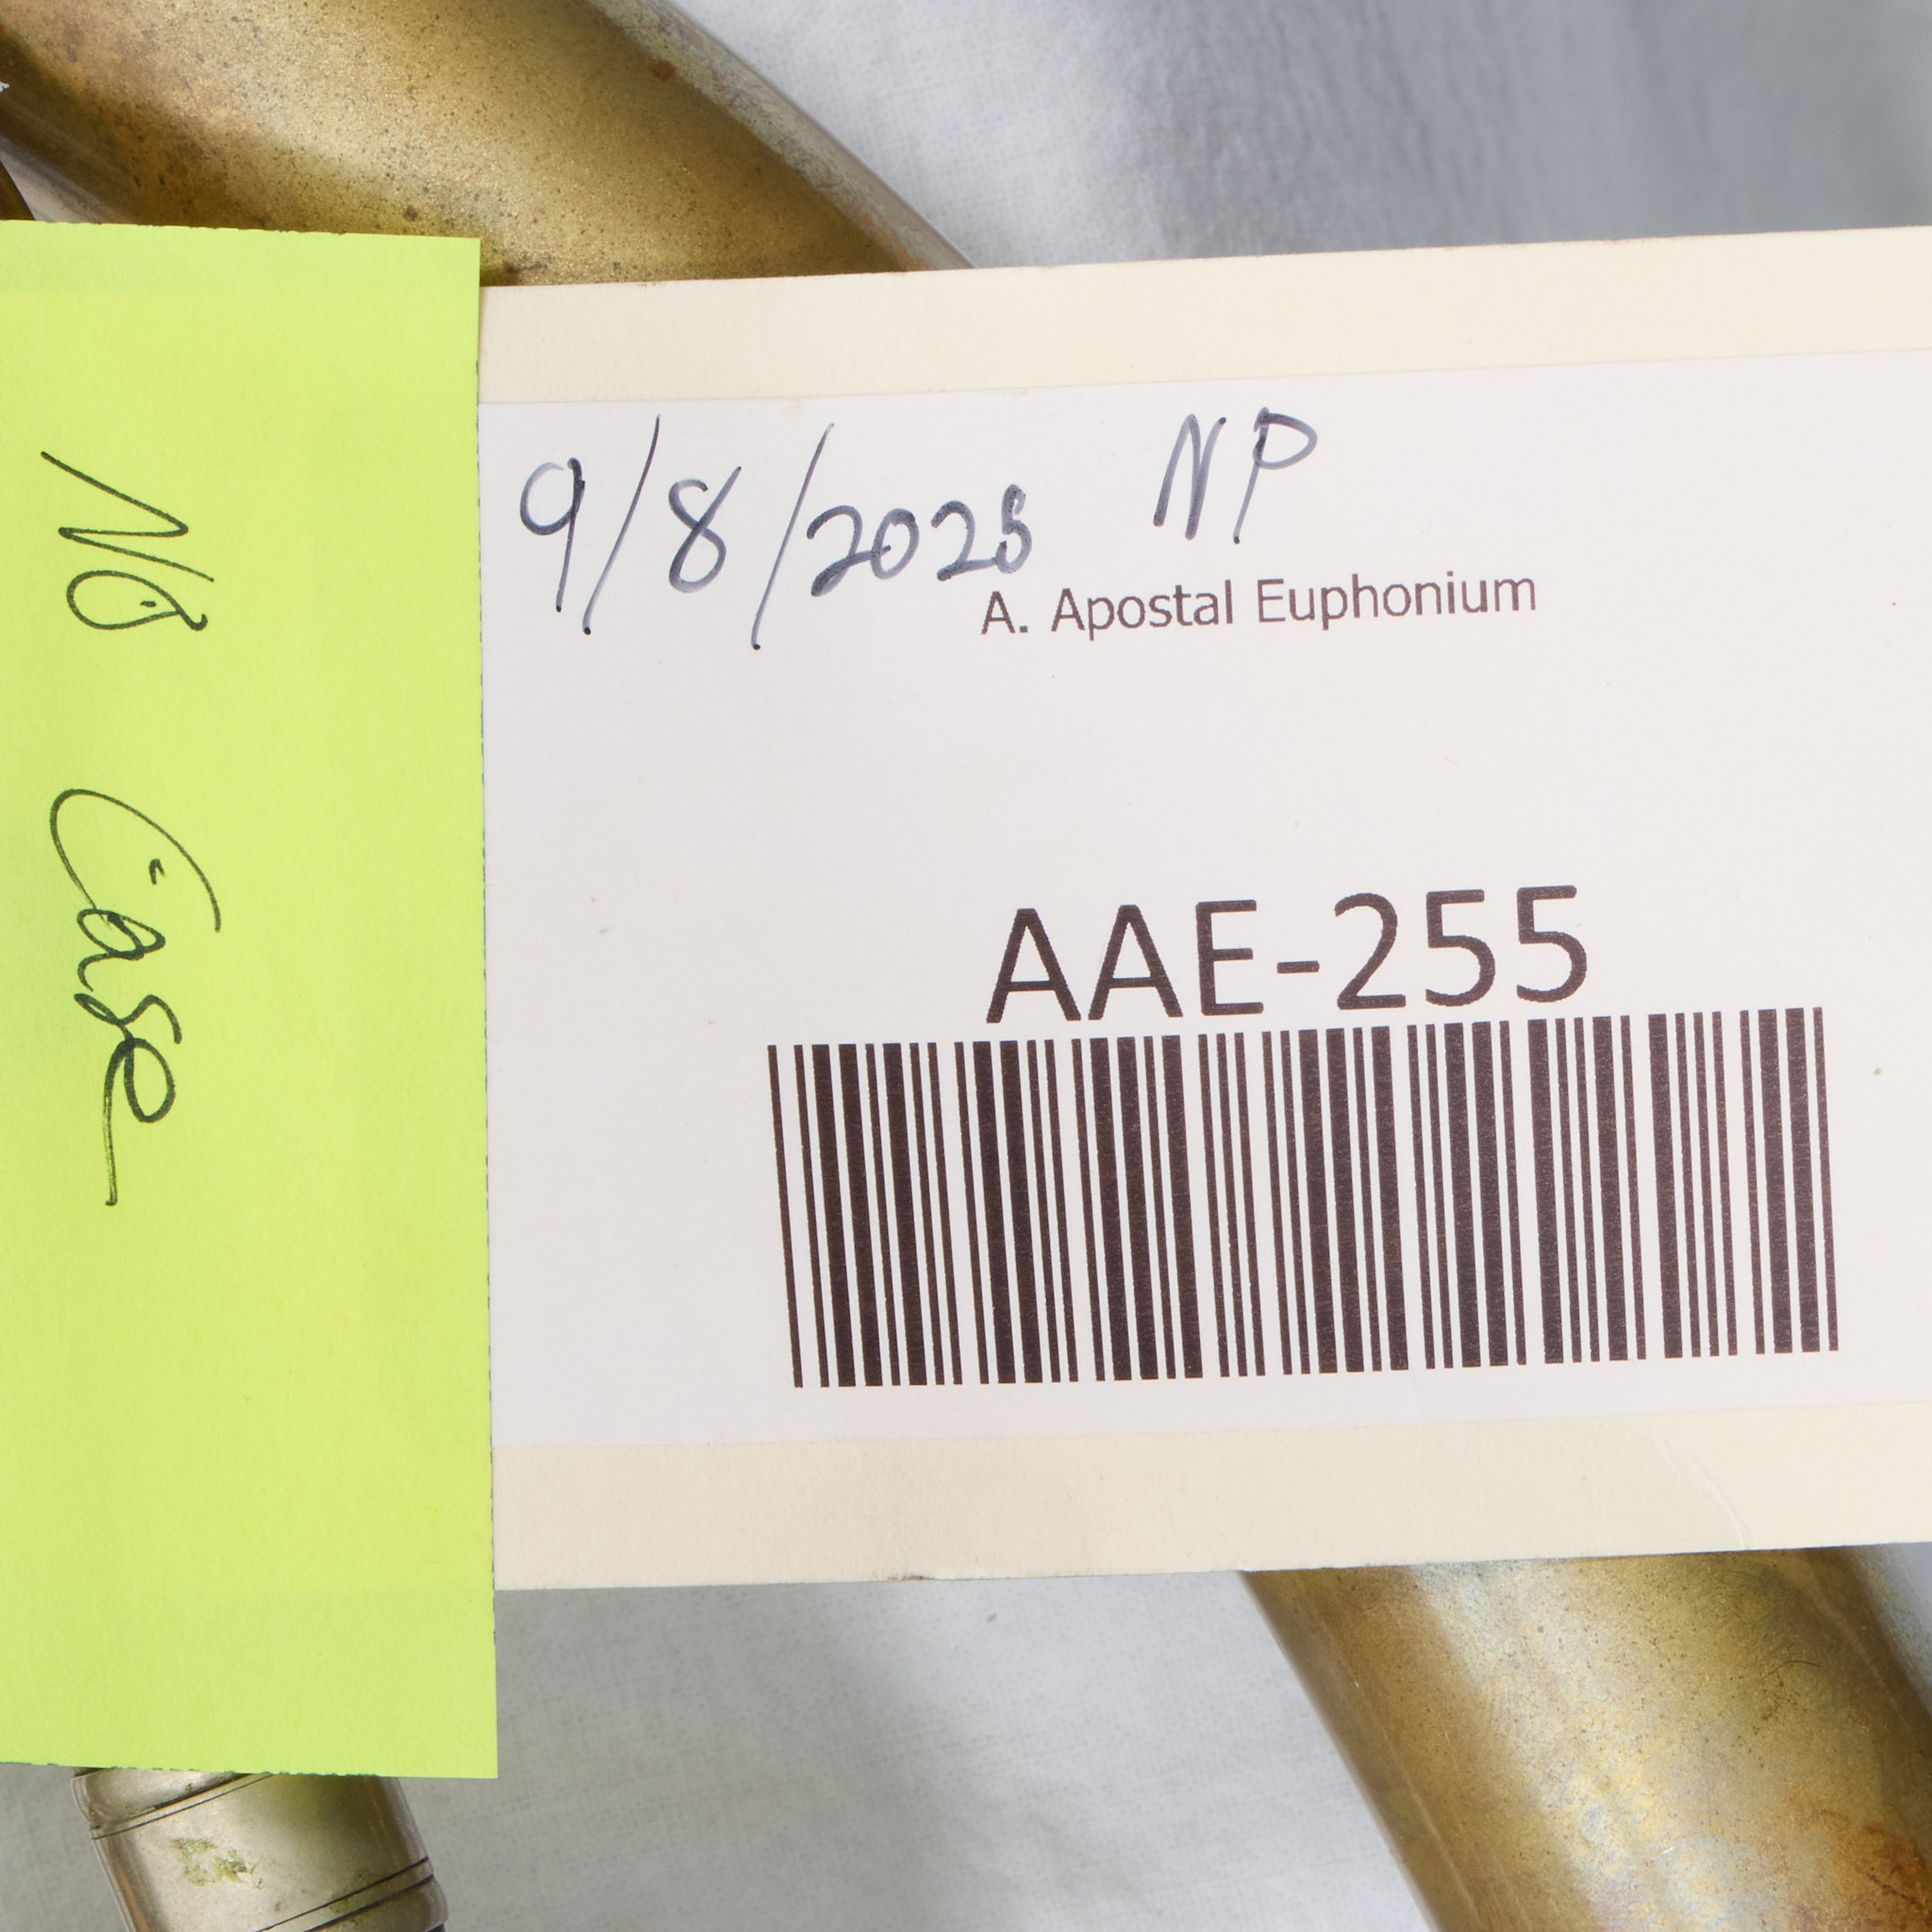 No Case
9/8/2025 NP
A. Apostal Euphonium
AAE-255